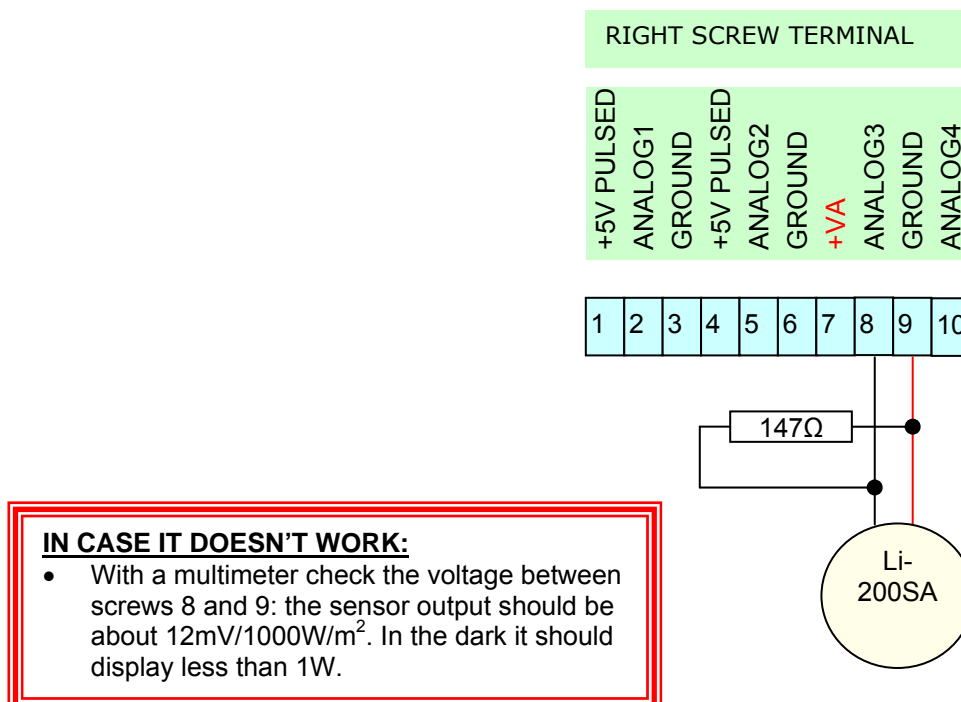 RIGHT SCREW TERMINAL
+5V PULSED
ANALOG1
GROUND
+5V PULSED
ANALOG2
GROUND
+VA
ANALOG3
GROUND
ANALOG4
1 2 3 4 5 6 7 8 9 10
147Ω
Li-
200SA
IN CASE IT DOESN'T WORK:
• With a multimeter check the voltage between
screws 8 and 9: the sensor output should be
about 12mV/1000W/m². In the dark it should
display less than 1W.